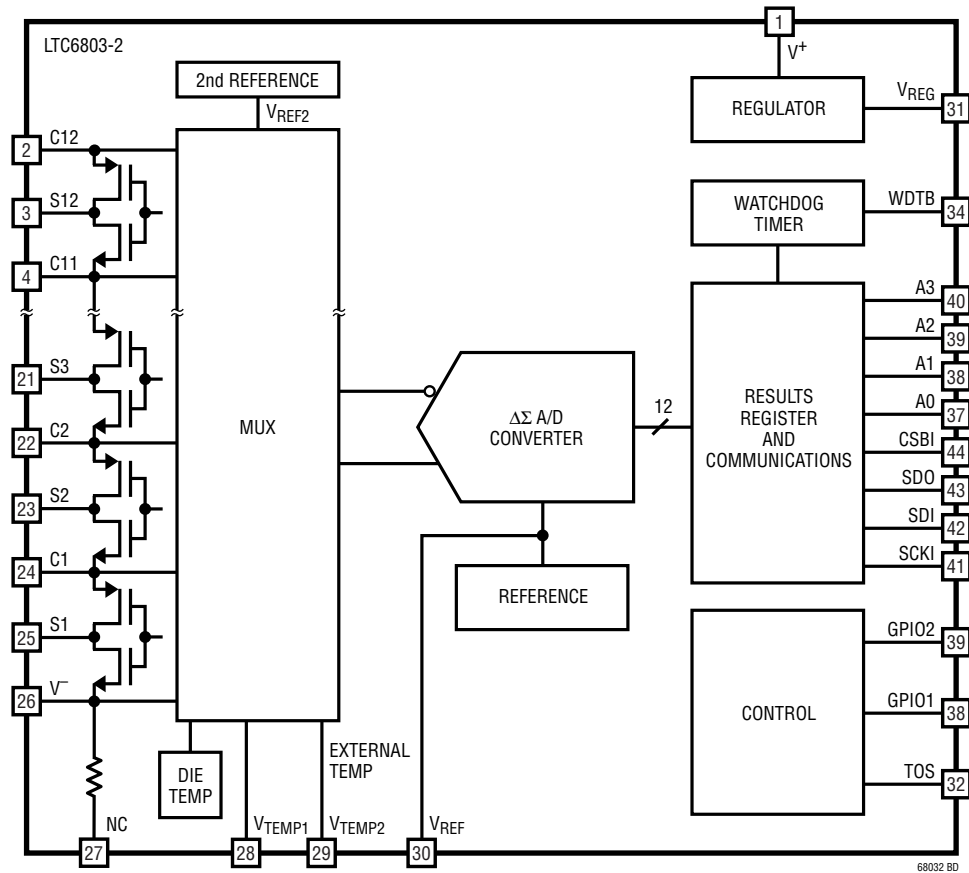 LTC6803-2
1
V+
2nd REFERENCE
VREF2
REGULATOR
VREG
31
2
C12
3
S12
4
C11
MUX
WATCHDOG
TIMER
WDTB
34
A3
40
A2
39
A1
38
A0
37
CSBI
44
SDO
43
SDI
42
SCKI
41
RESULTS
REGISTER
AND
COMMUNICATIONS
12
ΔΣ A/D
CONVERTER
21
S3
22
C2
23
S2
24
C1
25
S1
26
V−
REFERENCE
GPIO2
39
GPIO1
38
TOS
32
CONTROL
DIE
TEMP
EXTERNAL
TEMP
NC
27
VTEMP1
28
VTEMP2
29
VREF
30
68032 BD